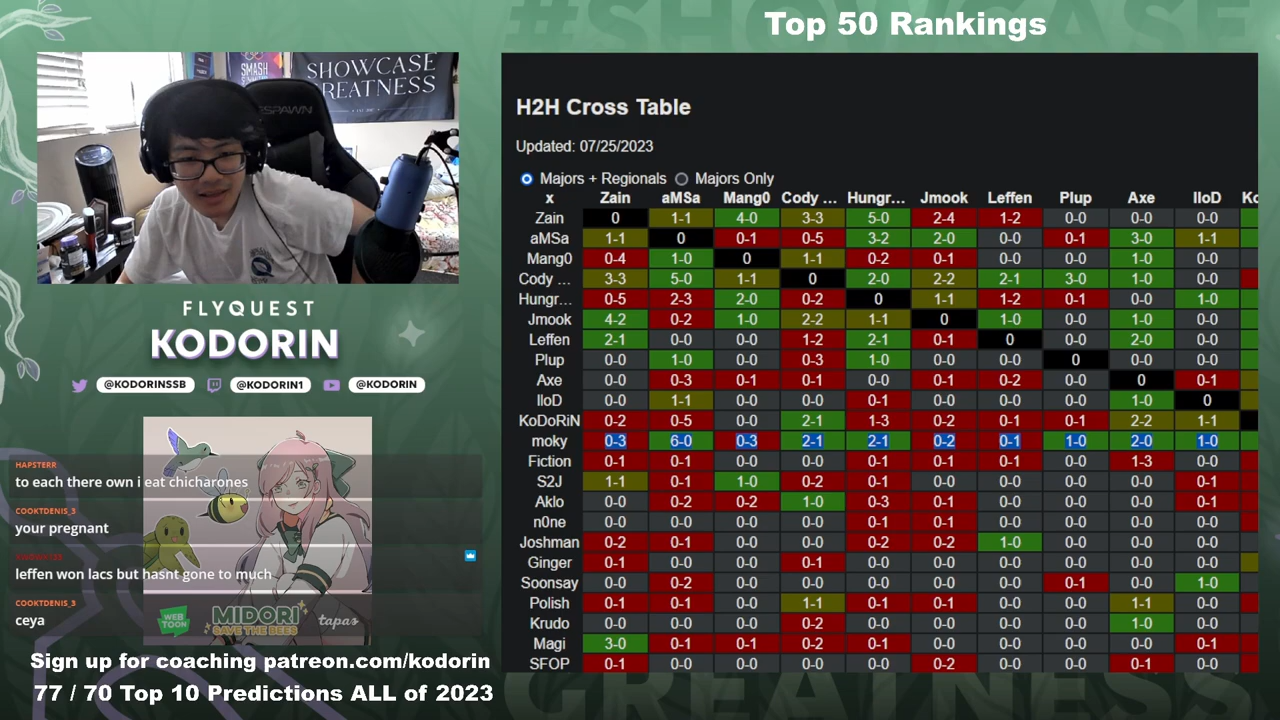 #SHOWCASE
Top 50 Rankings
SMASH
SHOWCASE
GREATNESS
H2H Cross Table
Updated: 07/25/2023
Majors + Regionals Majors Only
x Zain aMSa Mang0 Cody ... Hungr... Jmook Leffen Plup Axe lloD Kc
Zain 0 1-1 4-0 3-3 5-0 2-4 1-2 0-0 0-0 0-0
aMSa 1-1 0 0-1 0-5 3-2 2-0 0-0 0-1 3-0 1-1
Mang0 0-4 1-0 0 1-1 0-2 0-1 0-0 0-0 1-0 0-0
Cody ... 3-3 5-0 1-1 0 2-0 2-2 2-1 3-0 1-0 0-0
Hungr... 0-5 2-3 2-0 0-2 0 1-1 1-2 0-1 0-0 1-0
Jmook 4-2 0-2 1-0 2-2 1-1 0 1-0 0-0 1-0 0-0
Leffen 2-1 0-0 0-0 1-2 2-1 0-1 0 0-0 2-0 0-0
Plup 0-0 1-0 0-0 0-3 1-0 0-0 0-0 0 0-0 0-0
Axe 0-0 0-3 0-1 0-1 0-0 0-1 0-2 0-0 0 0-1
lloD 0-0 1-1 0-0 0-0 0-1 0-0 0-0 0-0 1-0 0
KoDoRiN 0-2 0-5 0-0 2-1 1-3 0-2 0-1 0-1 2-2 1-1
moky 0-3 6-0 0-3 2-1 2-1 0-2 0-1 1-0 2-0 1-0
Fiction 0-1 0-1 0-0 0-0 0-1 0-1 0-1 0-0 1-3 0-0
S2J 1-1 0-1 1-0 0-2 0-1 0-0 0-0 0-0 0-0 0-1
Aklo 0-0 0-2 0-2 1-0 0-3 0-1 0-0 0-0 0-0 0-1
n0ne 0-0 0-0 0-0 0-0 0-1 0-1 0-0 0-0 0-0 0-0
Joshman 0-2 0-1 0-0 0-0 0-2 0-2 1-0 0-0 0-0 0-0
Ginger 0-1 0-0 0-0 0-1 0-0 0-0 0-0 0-0 0-0 0-0
Soonsay 0-0 0-2 0-0 0-0 0-0 0-0 0-0 0-1 0-0 1-0
Polish 0-1 0-1 0-0 1-1 0-1 0-1 0-0 0-0 1-1 0-0
Krudo 0-0 0-0 0-0 0-2 0-0 0-0 0-0 0-0 1-0 0-0
Magi 3-0 0-1 0-1 0-2 0-1 0-0 0-0 0-0 0-0 0-1
SFOP 0-1 0-0 0-0 0-0 0-0 0-2 0-0 0-0 0-1 0-0
FLYQUEST
KODORIN
@KODORINSSB @KODORIN1 @KODORIN
HAPSTERR
to each there own i eat chicharones
COOKTDENIS_3
your pregnant
leffen won lacs but hasnt gone to much
COOKTDENIS_3
ceya
WEB TOON
MIDORI
SAVE THE BEES
tapas
Sign up for coaching patreon.com/kodorin
77 / 70 Top 10 Predictions ALL of 2023
GREATNESS